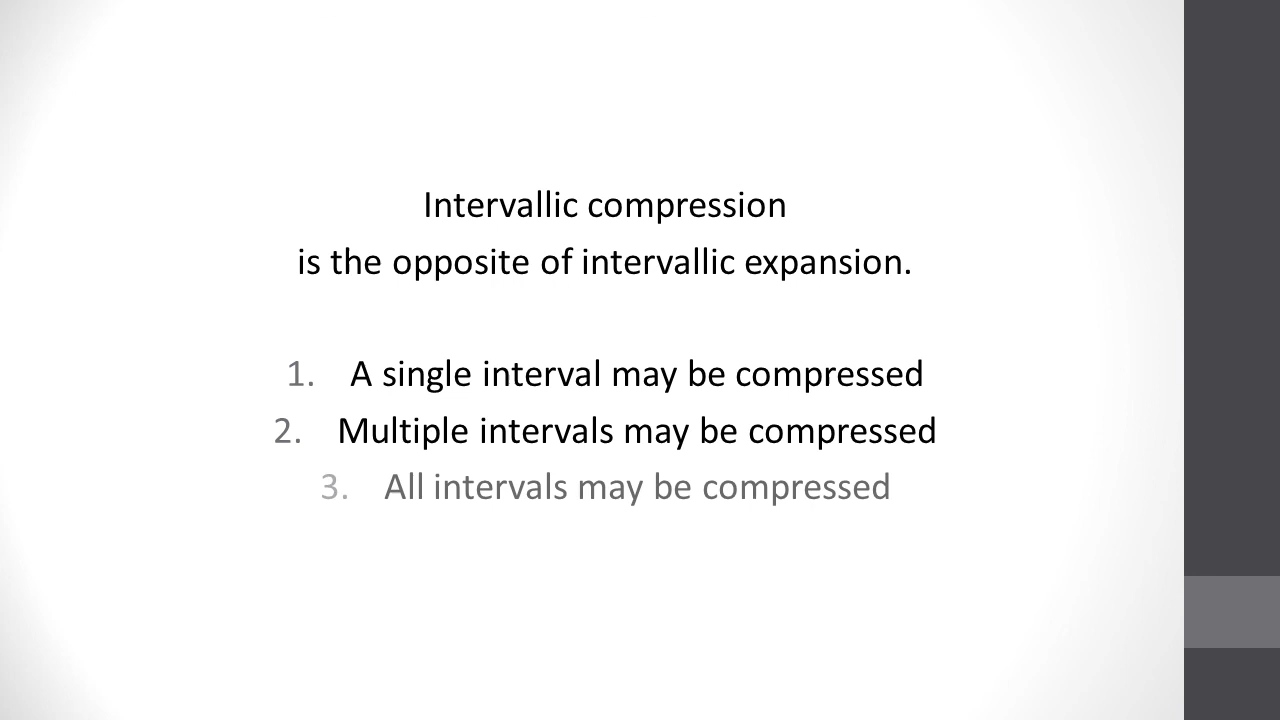 Intervallic compression
is the opposite of intervallic expansion.
1. A single interval may be compressed
2. Multiple intervals may be compressed
3. All intervals may be compressed